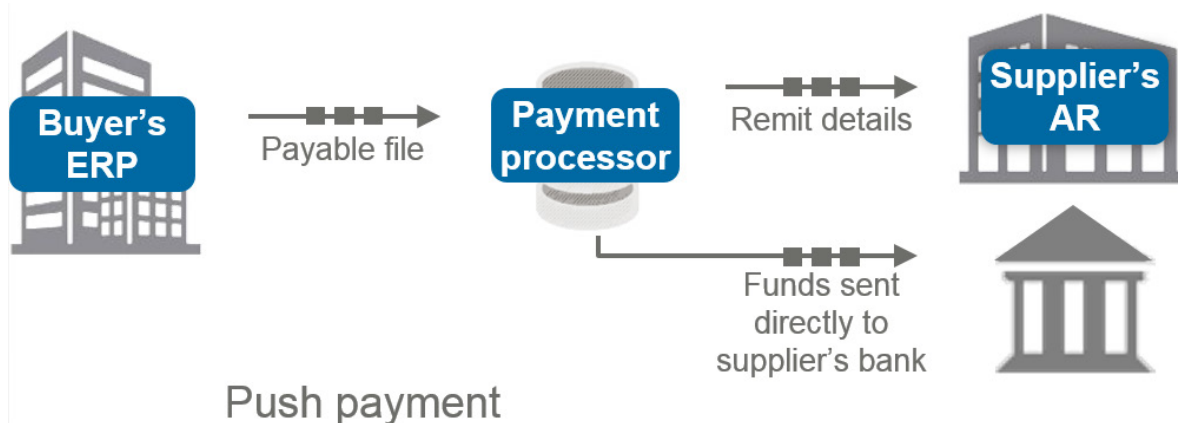 Buyer's
ERP
Payable file
Payment
processor
Remit details
Supplier's
AR
Funds sent
directly to
supplier's bank
Push payment